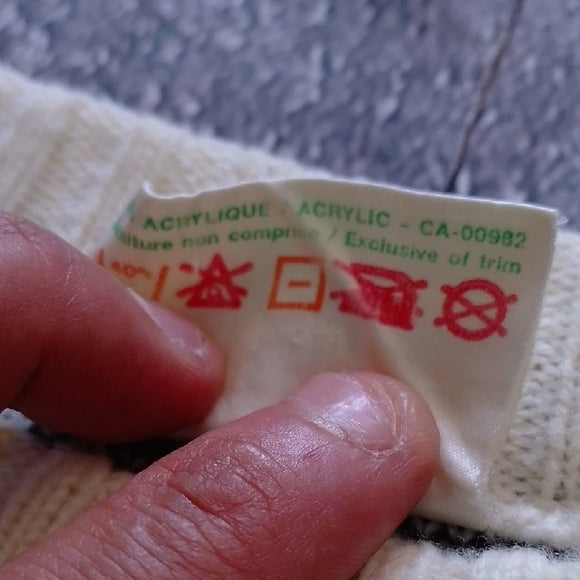 ACRYLIQUE / ACRYLIC - CA-00982
non comprise / Exclusive of trim